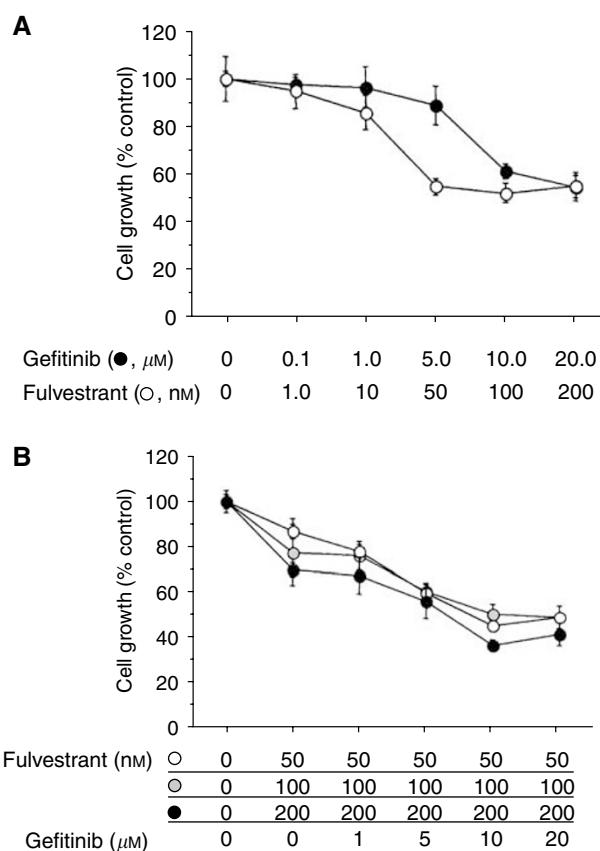 A
120
100
80
60
40
20
0
Cell growth (% control)
Gefitinib (●, μM) 0 0.1 1.0 5.0 10.0 20.0
Fulvestrant (○, nM) 0 1.0 10 50 100 200
B
120
100
80
60
40
20
0
Cell growth (% control)
Fulvestrant (nM) 0 50 50 50 50 50
0 100 100 100 100 100
0 200 200 200 200 200
Gefitinib (μM) 0 0 1 5 10 20